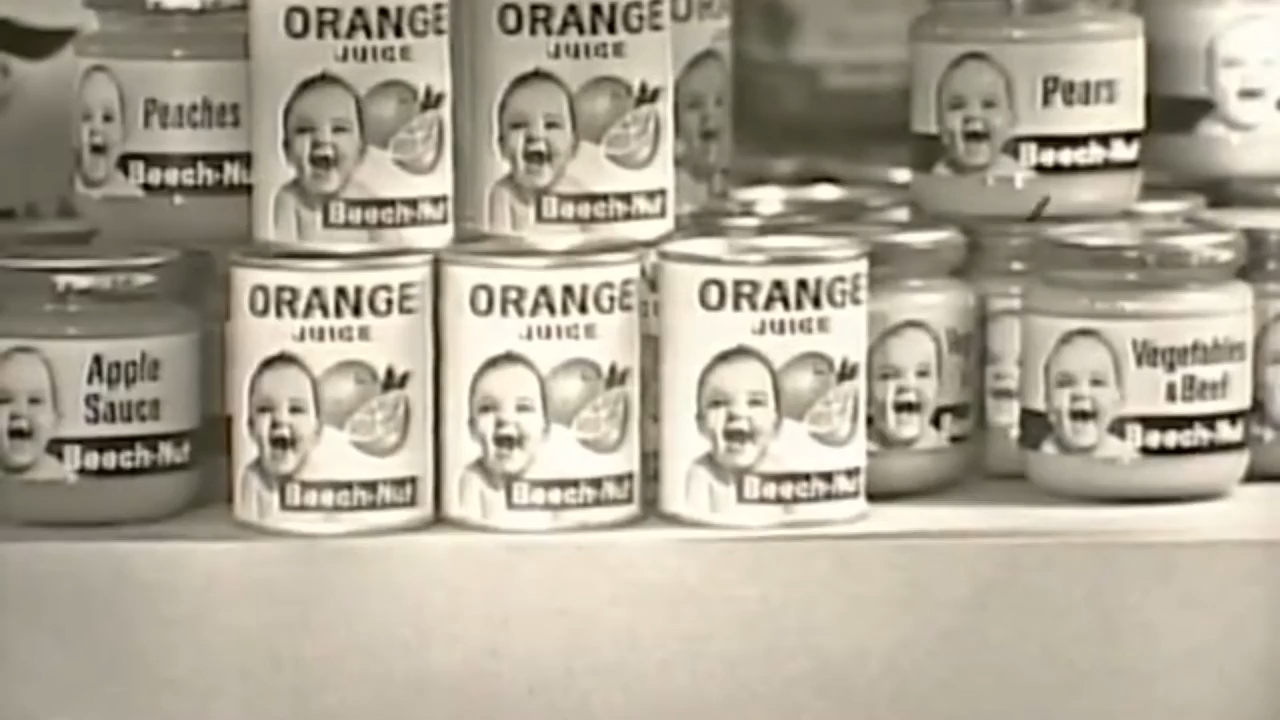 ORANGE
JUICE
Beech-Nut
ORANGE
JUICE
Beech-Nut
Peaches
Beech-Nu
Pears
Beech-Nut
Apple
Sauce
Beech-Nut
ORANGE
JUICE
Beech-Nut
ORANGE
JUICE
Beech-Nut
ORANGE
JUICE
Beech-Nut
Vegetables
& Beef
Beech-Nut